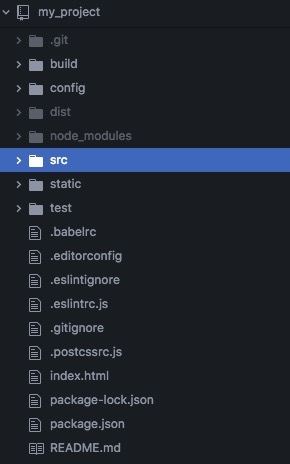 my_project
.git
build
config
dist
node_modules
src
static
test
.babelrc
.editorconfig
.eslintignore
.eslintrc.js
.gitignore
.postcssrc.js
index.html
package-lock.json
package.json
README.md